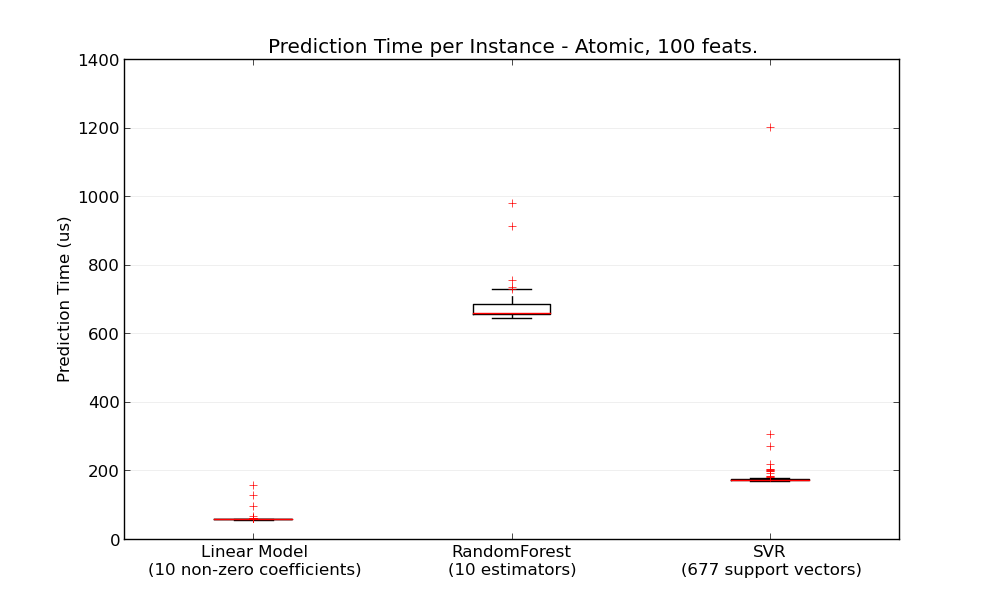 Prediction Time per Instance - Atomic, 100 feats.
1400
1200
1000
800
600
400
200
0
Prediction Time (us)
Linear Model
(10 non-zero coefficients)
RandomForest
(10 estimators)
SVR
(677 support vectors)